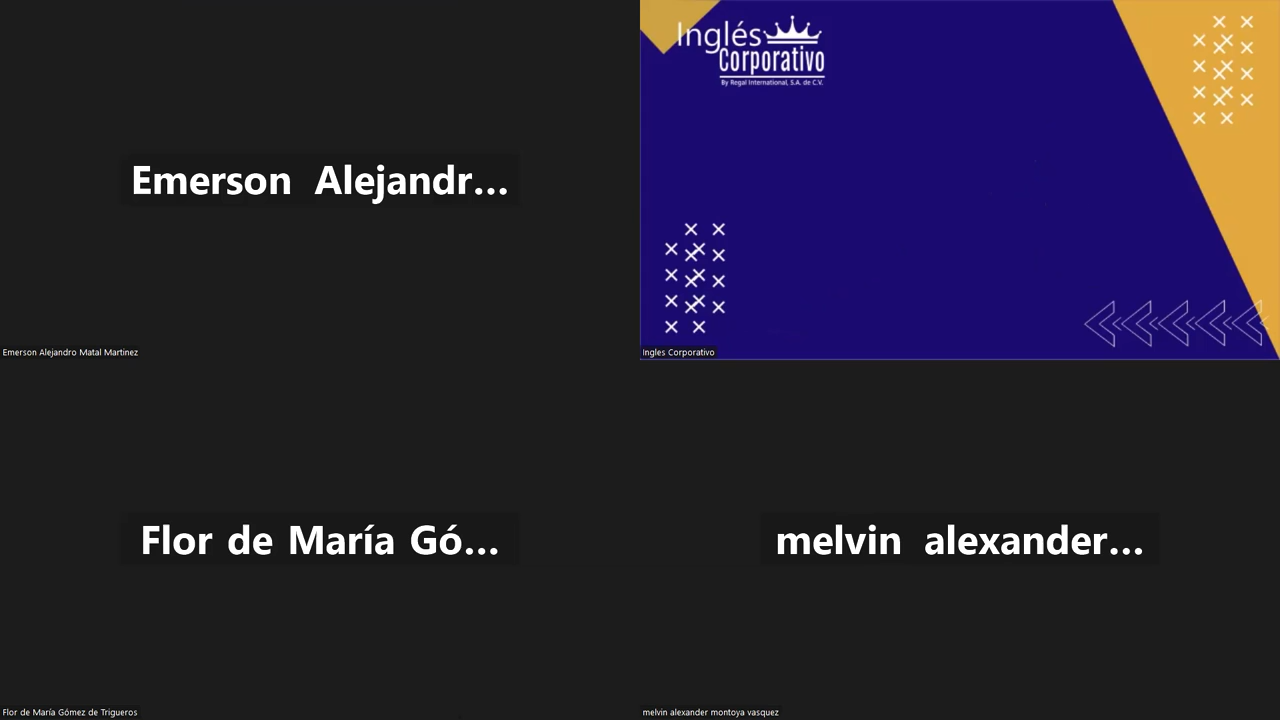 Emerson Alejandr...
Emerson Alejandro Matal Martinez
Inglés
Corporativo
By Regal International, S.A. de C.V.
Ingles Corporativo
Flor de María Gó...
Flor de María Gómez de Trigueros
melvin alexander...
melvin alexander montoya vasquez